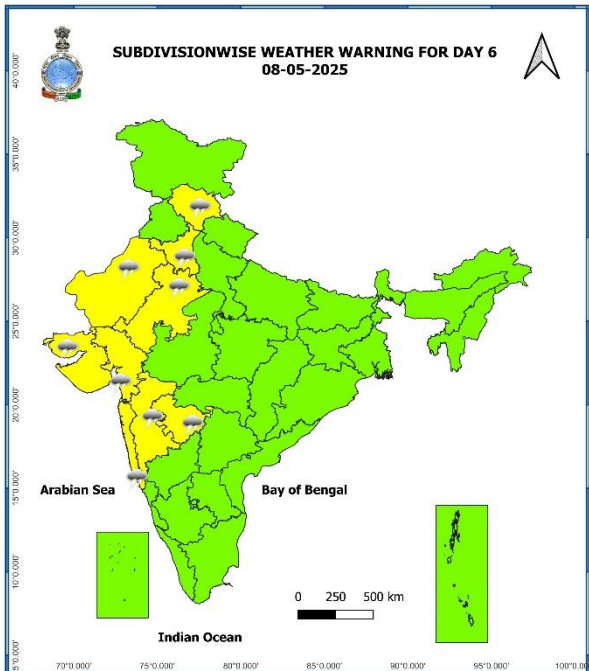 SUBDIVISIONWISE WEATHER WARNING FOR DAY 6
08-05-2025
40°0.000'
35°0.000'
30°0.000'
25°0.000'
20°0.000'
15°0.000'
10°0.000'
5°0.000'
Arabian Sea
Bay of Bengal
0 250 500 km
Indian Ocean
70°0.000' 75°0.000' 80°0.000' 85°0.000' 90°0.000' 95°0.000' 100°0.0